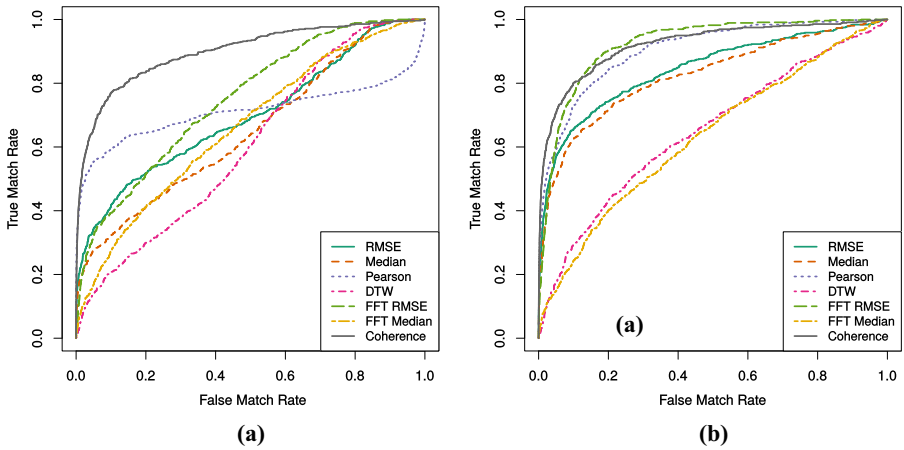 True Match Rate
1.0
0.8
0.6
0.4
0.2
0.0
RMSE
Median
Pearson
DTW
FFT RMSE
FFT Median
Coherence
0.0 0.2 0.4 0.6 0.8 1.0
False Match Rate
(a)
True Match Rate
1.0
0.8
0.6
0.4
0.2
0.0
(a)
RMSE
Median
Pearson
DTW
FFT RMSE
FFT Median
Coherence
0.0 0.2 0.4 0.6 0.8 1.0
False Match Rate
(b)